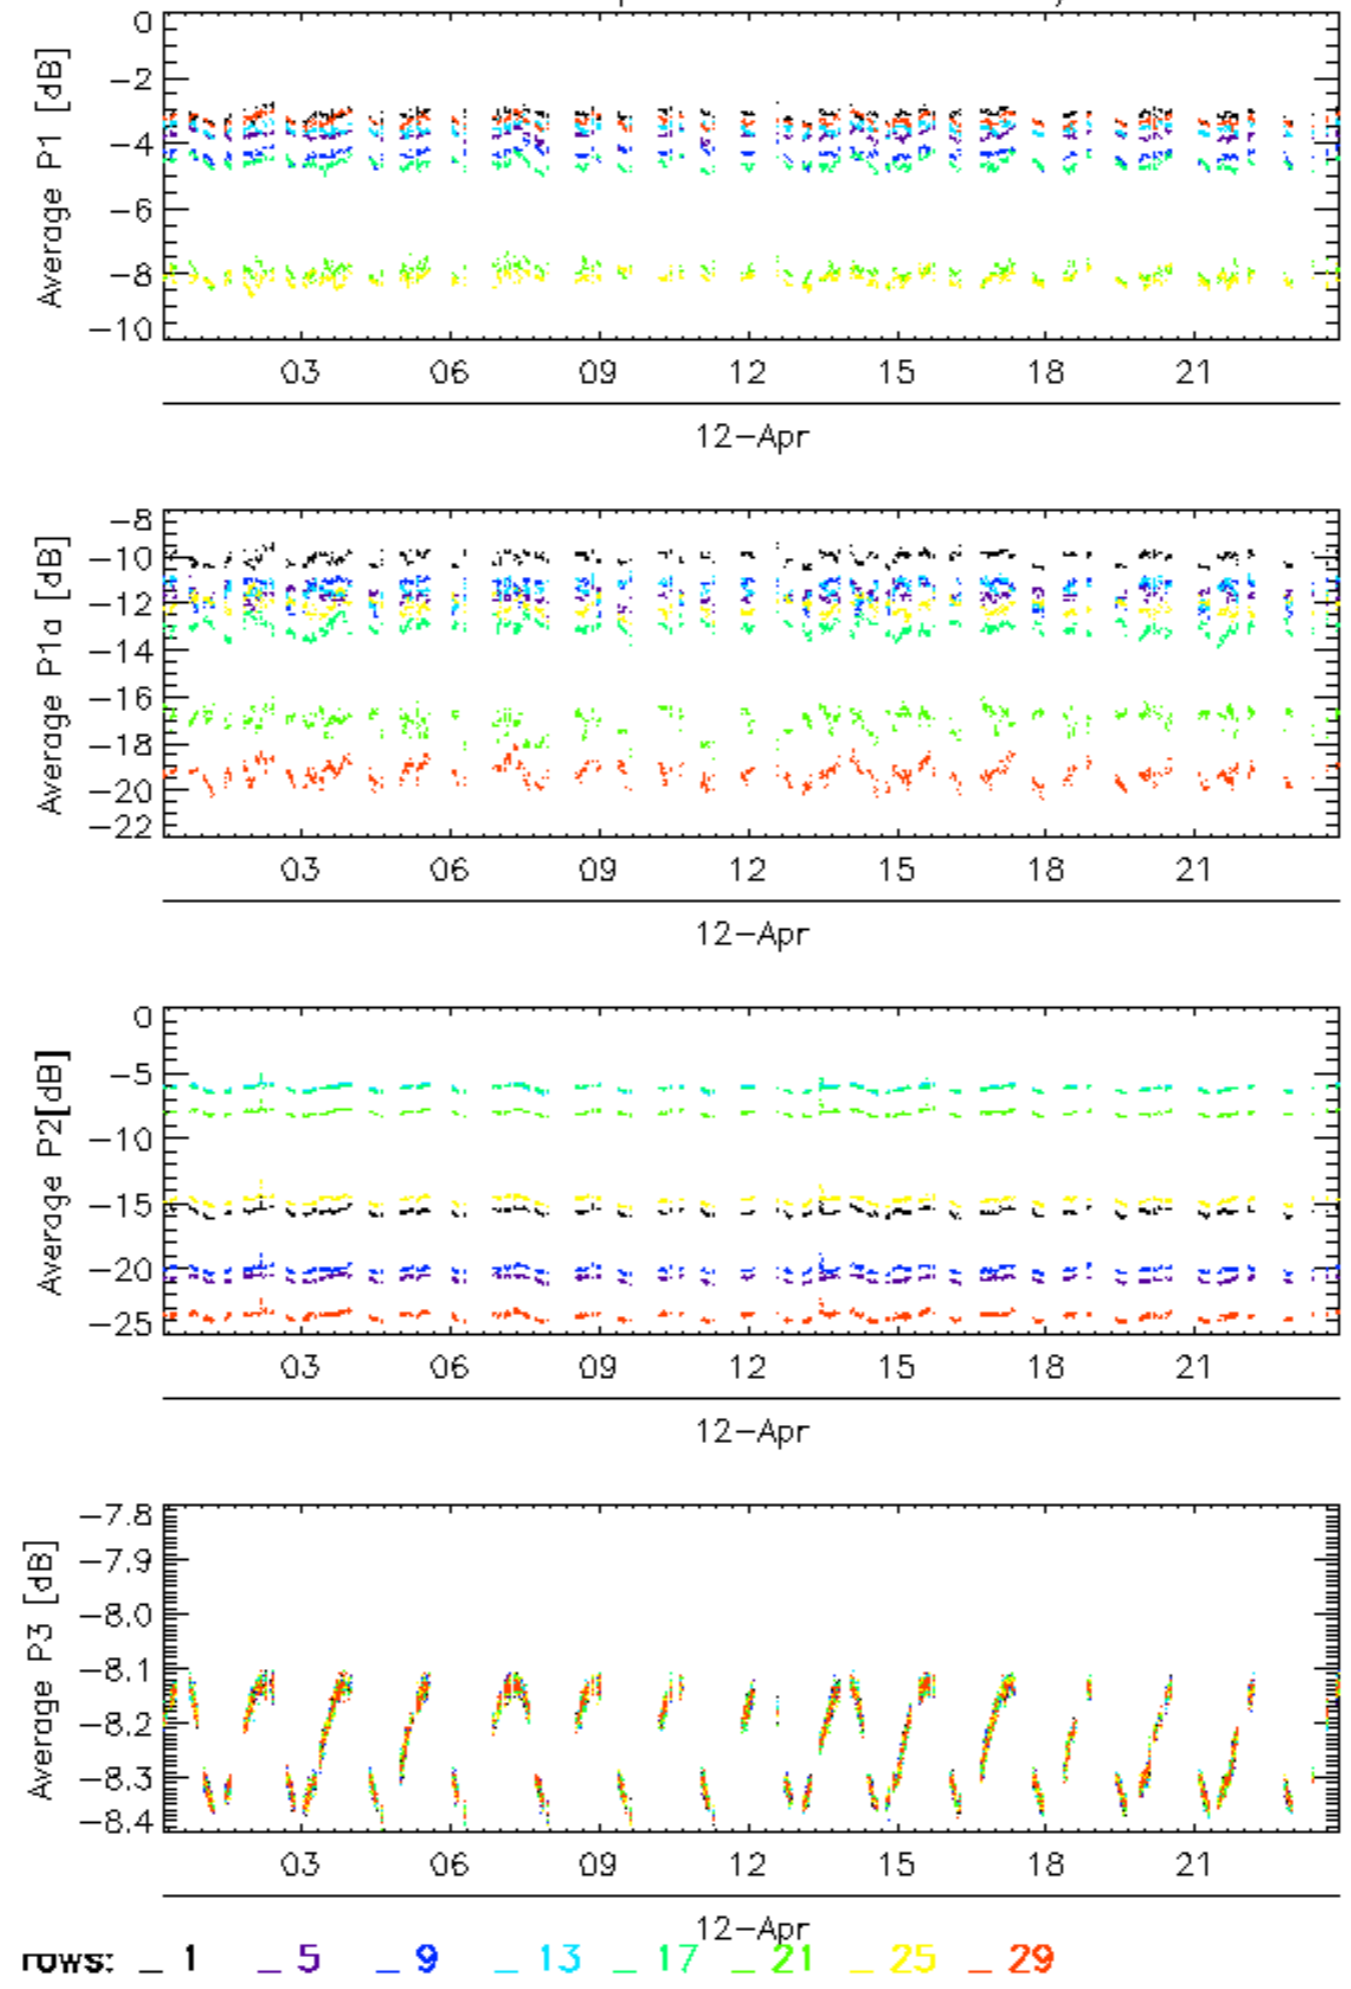 0
−2
−4
−6
−8
−10
Average P1 [dB]
03 06 09 12 15 18 21
12−Apr
−8
−10
−12
−14
−16
−18
−20
−22
Average P1a [dB]
03 06 09 12 15 18 21
12−Apr
0
−5
−10
−15
−20
−25
Average P2[dB]
03 06 09 12 15 18 21
12−Apr
−7.8
−7.9
−8.0
−8.1
−8.2
−8.3
−8.4
Average P3 [dB]
03 06 09 12 15 18 21
12−Apr
rows: _ 1 _ 5 _ 9 _ 13 _ 17 _ 21 _ 25 _ 29